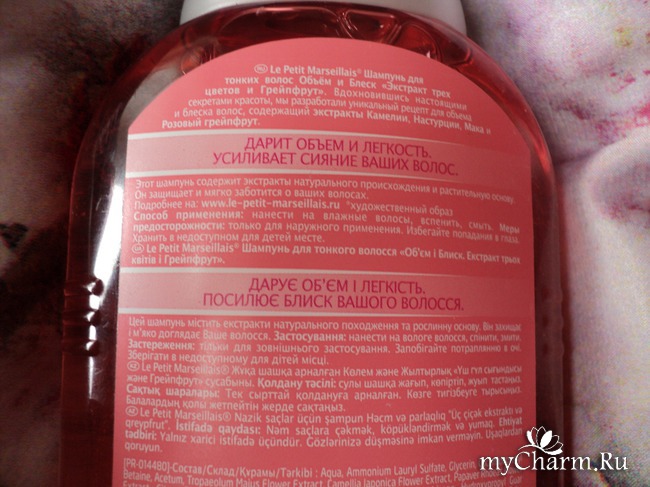 RU Le Petit Marseillais® Шампунь для
тонких волос Объём и Блеск «Экстракт трех
цветов и Грейпфрут». Вдохновившись настоящими
секретами красоты, мы разработали уникальный рецепт для объема
и блеска волос, содержащий экстракты Камелии, Настурции, Мака и
Розовый грейпфрут.
ДАРИТ ОБЪЕМ И ЛЕГКОСТЬ.
УСИЛИВАЕТ СИЯНИЕ ВАШИХ ВОЛОС.
Этот шампунь содержит экстракты натурального происхождения и растительную основу.
Он защищает и мягко заботится о ваших волосах.
Подробнее на: www.le-petit-marseillais.ru *художественный образ
Способ применения: нанести на влажные волосы, вспенить, смыть. Меры
предосторожности: только для наружного применения. Избегайте попадания в глаза.
Хранить в недоступном для детей месте.
UA Le Petit Marseillais® Шампунь для тонкого волосся «Об'єм і Блиск. Екстракт трьох
квітів і Грейпфрут».
ДАРУЄ ОБ'ЄМ І ЛЕГКІСТЬ.
ПОСИЛЮЄ БЛИСК ВАШОГО ВОЛОССЯ.
Цей шампунь містить екстракти натурального походження та рослинну основу. Він захищає
і м'яко доглядає Ваше волосся. Застосування: нанести на вологе волосся, спінити, змити.
Застереження: тільки для зовнішнього застосування. Запобігайте потраплянню в очі.
Зберігати в недоступному для дітей місці.
KZ Le Petit Marseillais® Жұқа шашқа арналған Көлем және Жылтырлық «Үш гүл сығындысы
және Грейпфрут» сусабыны. Қолдану тәсілі: сулы шашқа жағып, көпіртіп, жуып тастаңыз.
Сақтық шаралары: Тек сырттай қолдануға арналған. Көзге тигізбеуге тырысыңыз.
Балалардың қолы жетпейтін жерде сақтаңыз.
AZ Le Petit Marseillais® Nazik saçlar üçün şampun Həcm və parlaqlıq "Üç çiçək ekstraktı və
qreypfrut". İstifadə qaydası: Nəm saçlara çəkmək, köpükləndirmək və yumaq. Ehtiyat
tədbiri: Yalnız xarici istifadə üçündür. Gözlərinizə düşməsinə imkan verməyin. Uşaqlardan
qoruyun.
[PR-014480]-Состав/Склад/Құрамы/Tərkibi : Aqua, Ammonium Lauryl Sulfate, Glycerin,
Betaine, Acetum, Tropaeolum Majus Flower Extract, Camellia Japonica Flower Extract, Papaver
myCharm.Ru